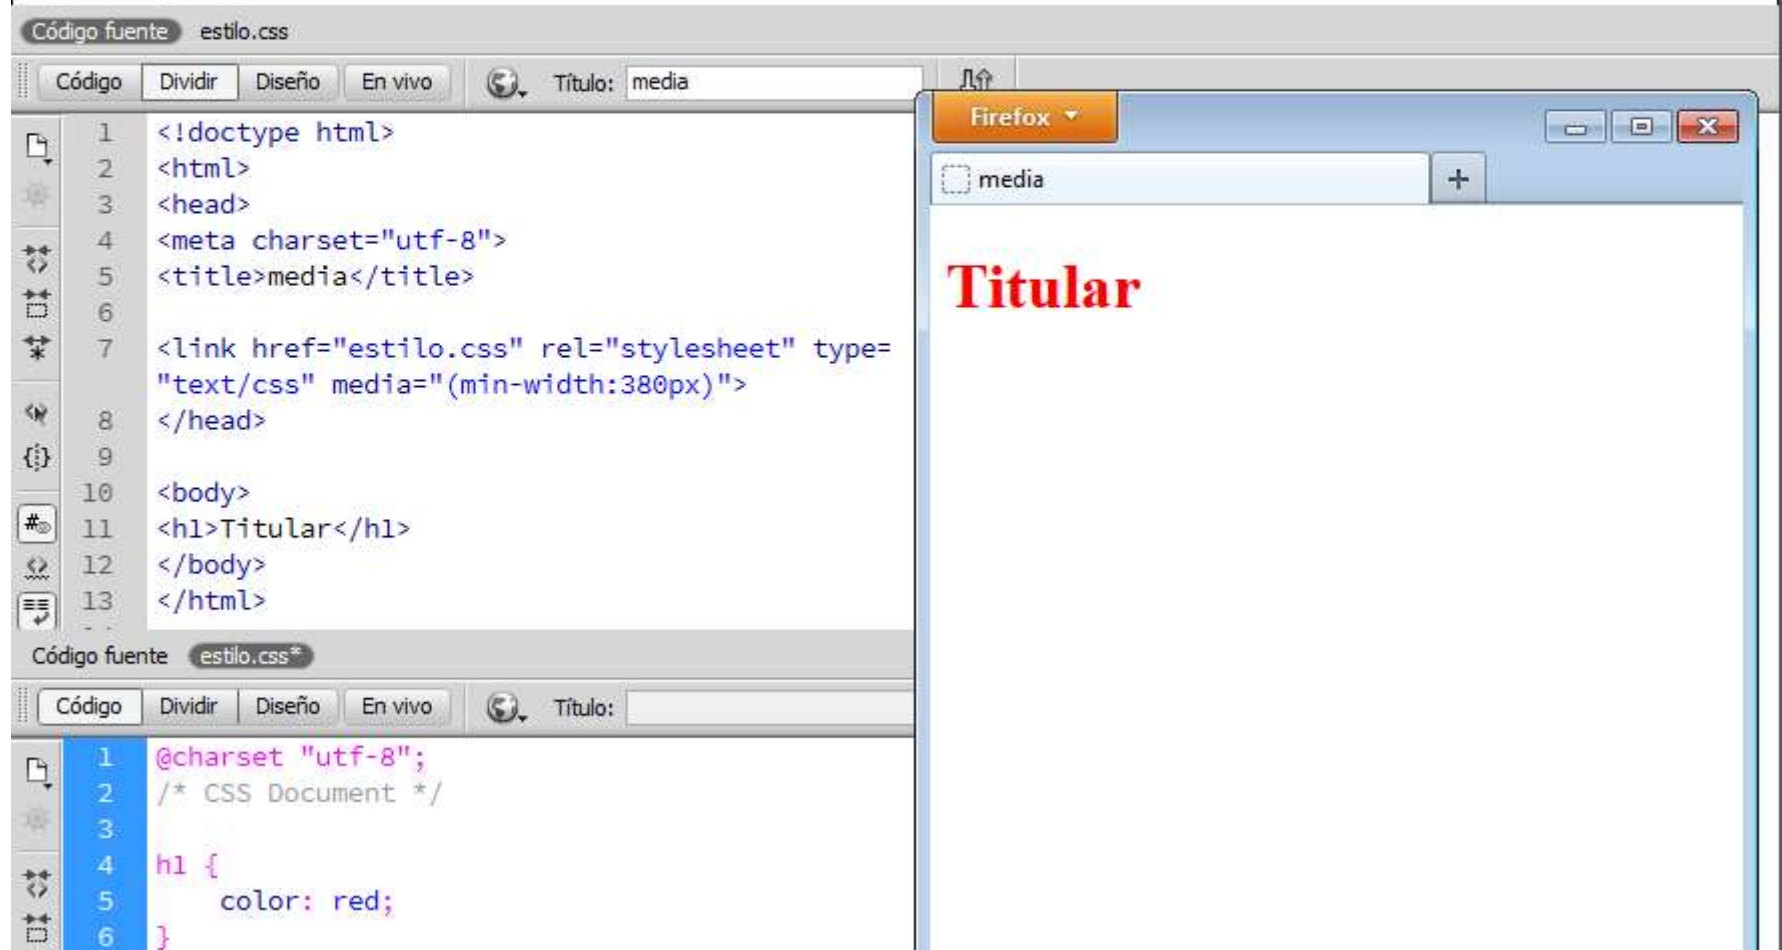 Código fuente estilo.css
Código Dividir Diseño En vivo Título: media
1 <!doctype html>
2 <html>
3 <head>
4 <meta charset="utf-8">
5 <title>media</title>
6
7 <link href="estilo.css" rel="stylesheet" type=
"text/css" media="(min-width:380px)">
8 </head>
9
10 <body>
11 <h1>Titular</h1>
12 </body>
13 </html>
Código fuente estilo.css*
Código Dividir Diseño En vivo Título:
1 @charset "utf-8";
2 /* CSS Document */
3
4 h1 {
5 color: red;
6 }
Firefox
media
Titular